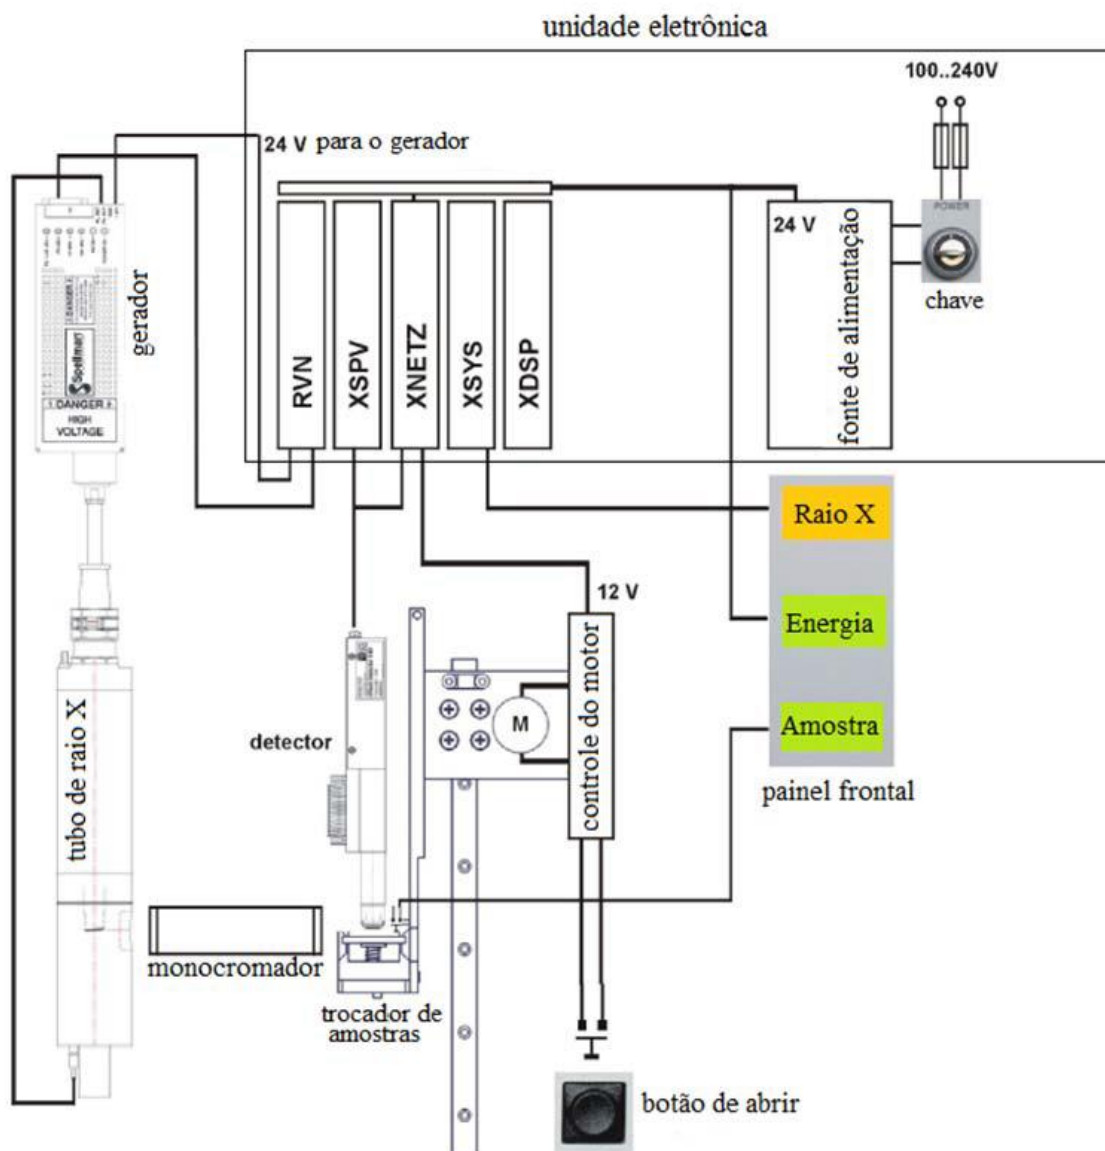 unidade eletrônica
100..240V
24 V para o gerador
POWER
24 V
fonte de alimentação
chave
gerador
Spellman
DANGER
HIGH
VOLTAGE
RVN
XSPV
XNETZ
XSYS
XDSP
Raio X
12 V
Energia
Amostra
painel frontal
controle do motor
M
detector
tubo de raio X
monocromador
trocador de
amostras
botão de abrir